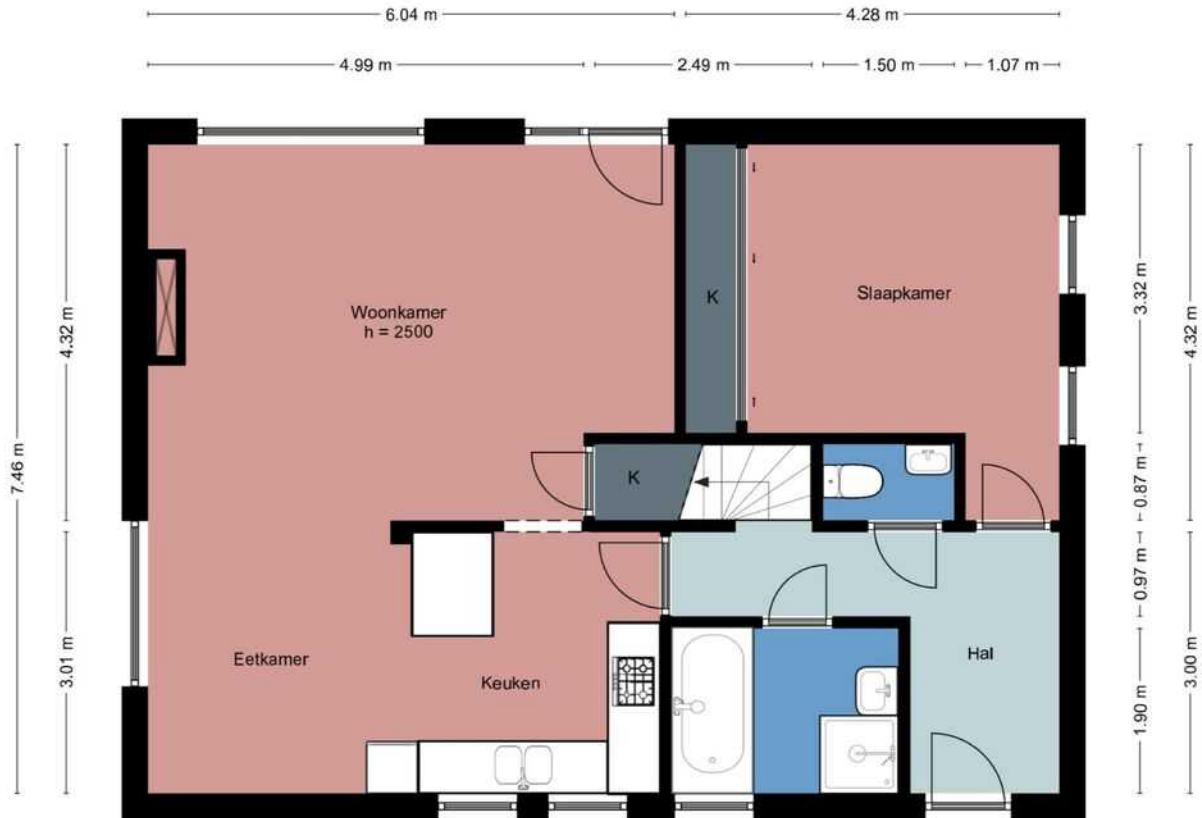 6.04 m
4.28 m
4.99 m
2.49 m
1.50 m
1.07 m
7.46 m
4.32 m
3.01 m
Woonkamer
h = 2500
K
Slaapkamer
K
Eetkamer
Keuken
Hal
3.32 m
0.87 m
0.97 m
1.90 m
4.32 m
3.00 m